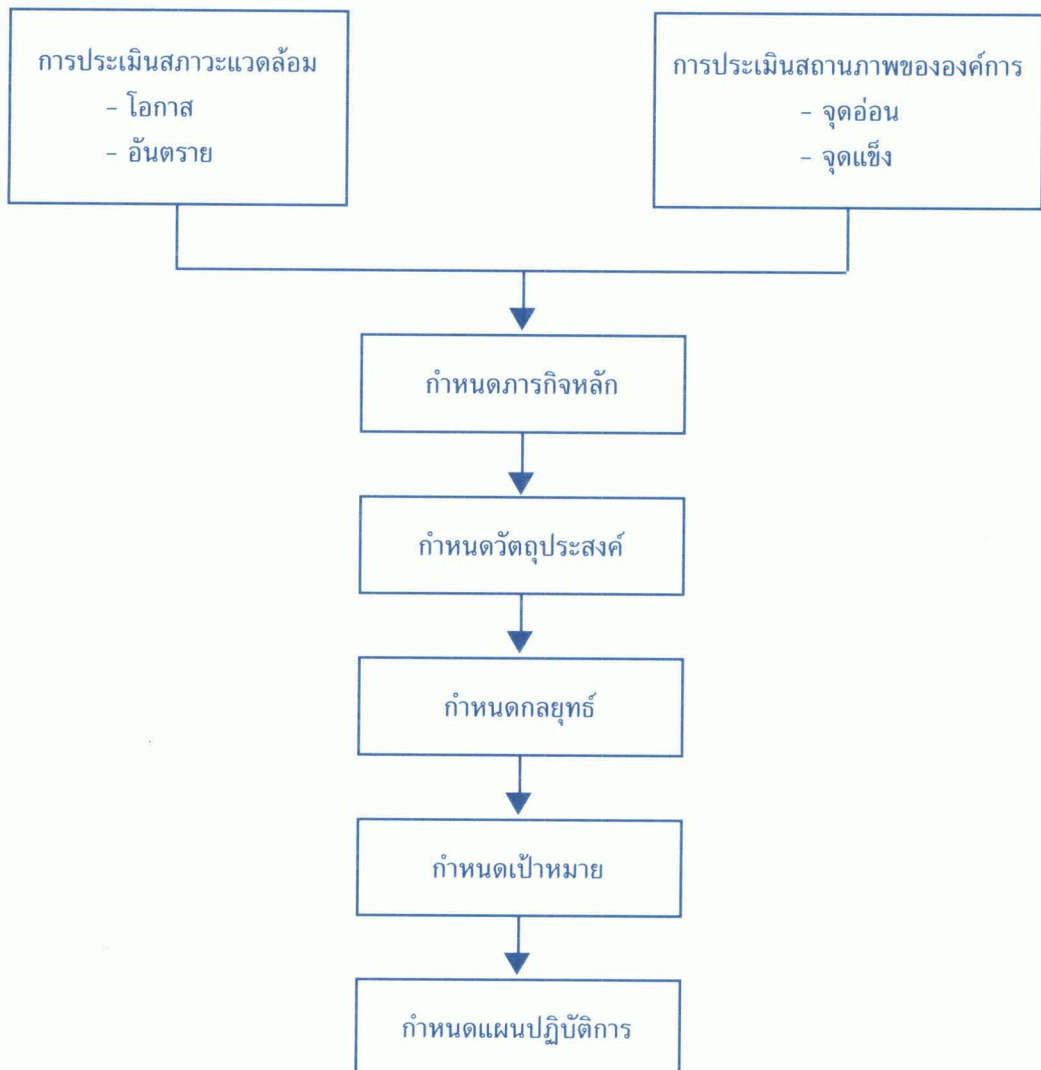 การประเมินสภาวะแวดล้อม
- โอกาส
- อันตราย
การประเมินสถานภาพขององค์การ
- จุดอ่อน
- จุดแข็ง
กำหนดภารกิจหลัก
กำหนดวัตถุประสงค์
กำหนดกลยุทธ์
กำหนดเป้าหมาย
กำหนดแผนปฏิบัติการ